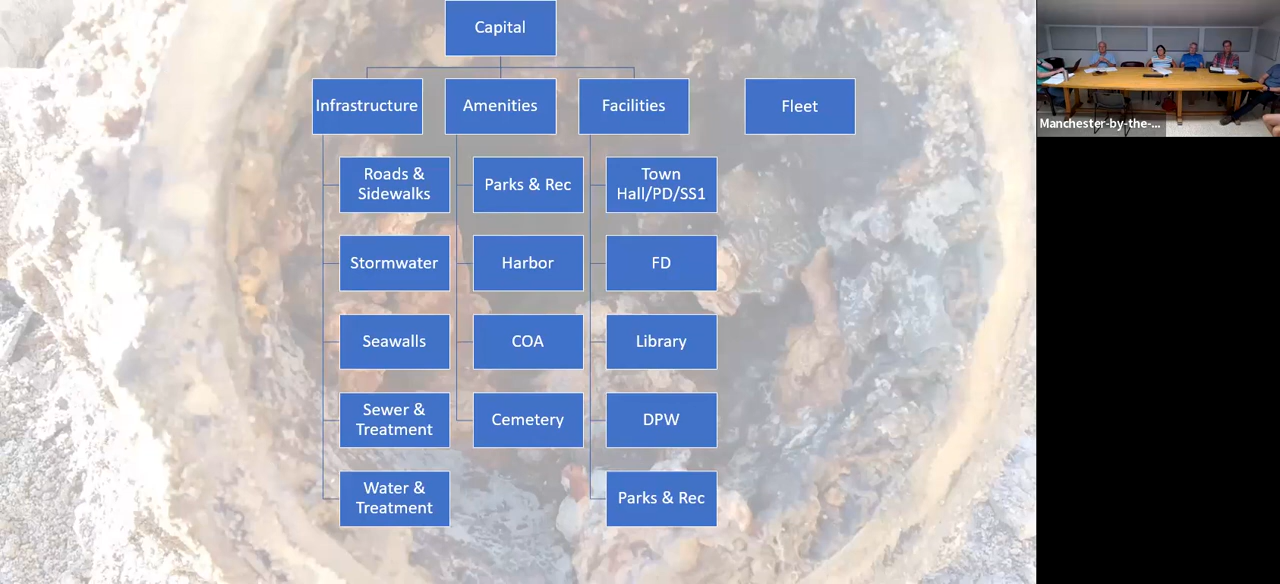 Capital
Infrastructure
Amenities
Facilities
Fleet
Roads &
Sidewalks
Parks & Rec
Town
Hall/PD/SS1
Stormwater
Harbor
FD
Seawalls
COA
Library
Sewer &
Treatment
Cemetery
DPW
Water &
Treatment
Parks & Rec
Manchester-by-the-...